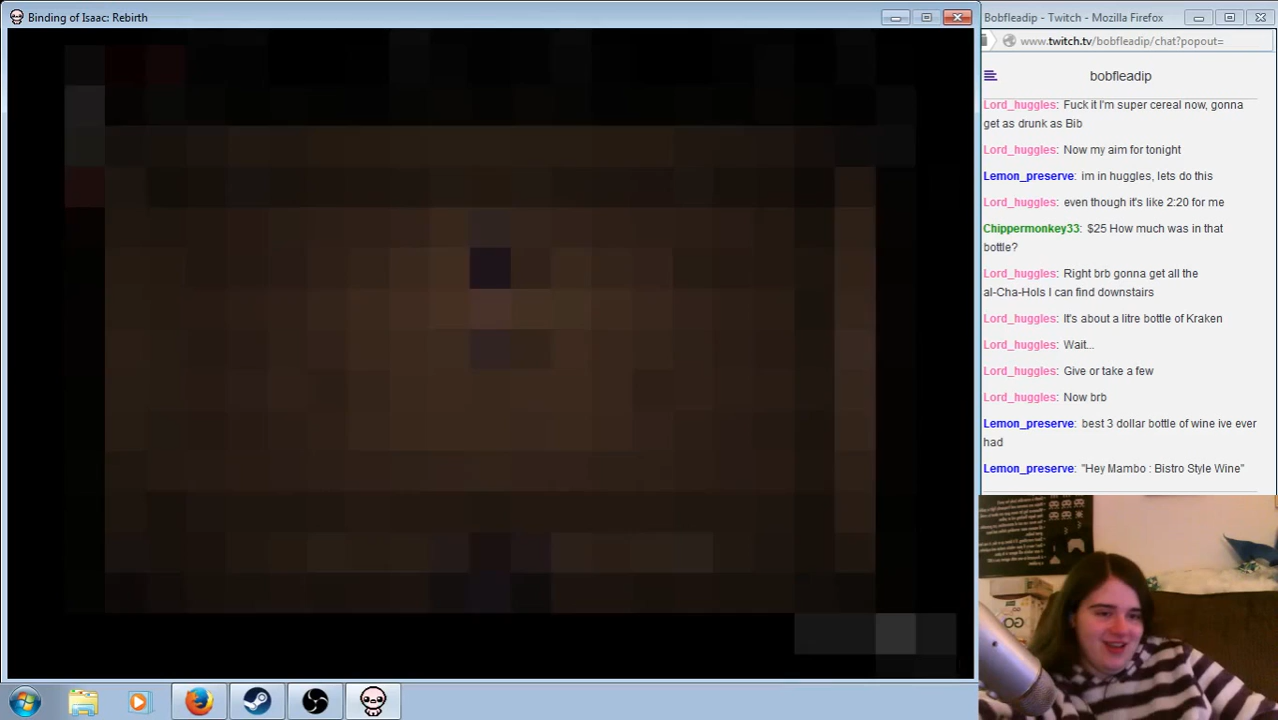 Binding of Isaac: Rebirth
Bobfleadip - Twitch - Mozilla Firefox
www.twitch.tv/bobfleadip/chat?popout=
bobfleadip
Lord_huggles: Fuck it I'm super cereal now, gonna
get as drunk as Bib
Lord_huggles: Now my aim for tonight
Lemon_preserve: im in huggles, lets do this
Lord_huggles: even though it's like 2:20 for me
Chippermonkey33: $25 How much was in that
bottle?
Lord_huggles: Right brb gonna get all the
al-Cha-Hols I can find downstairs
Lord_huggles: It's about a litre bottle of Kraken
Lord_huggles: Wait...
Lord_huggles: Give or take a few
Lord_huggles: Now brb
Lemon_preserve: best 3 dollar bottle of wine ive ever
had
Lemon_preserve: "Hey Mambo : Bistro Style Wine"
GO